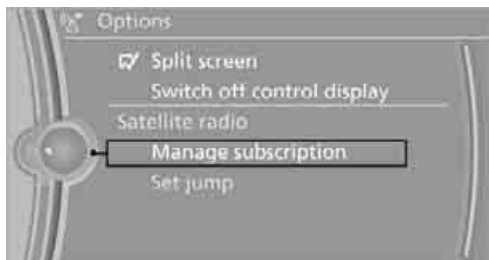 Options
Split screen
Switch off control display
Satellite radio
Manage subscription
Set jump